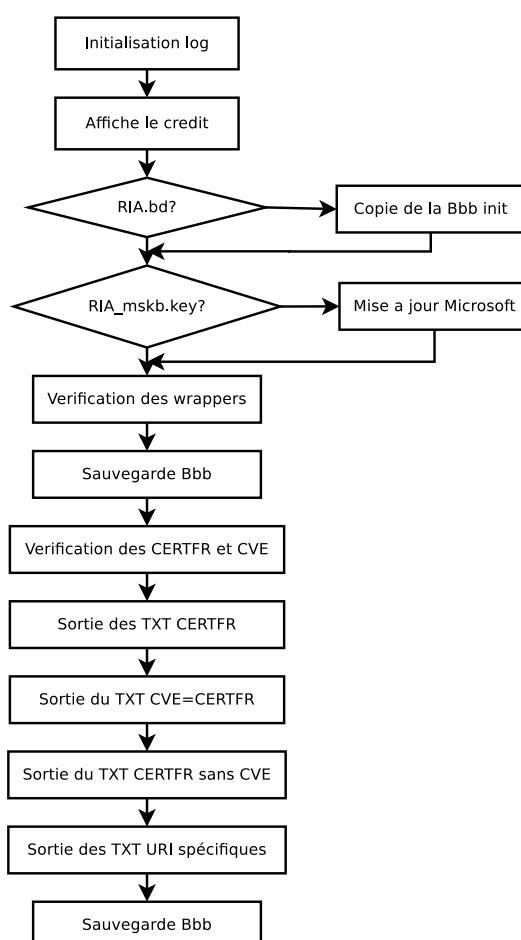 Initialisation log
Affiche le credit
RIA.bd?
Copie de la Bbb init
RIA_mskb.key?
Mise a jour Microsoft
Verification des wrappers
Sauvegarde Bbb
Verification des CERTFR et CVE
Sortie des TXT CERTFR
Sortie du TXT CVE=CERTFR
Sortie du TXT CERTFR sans CVE
Sortie des TXT URI spécifiques
Sauvegarde Bbb